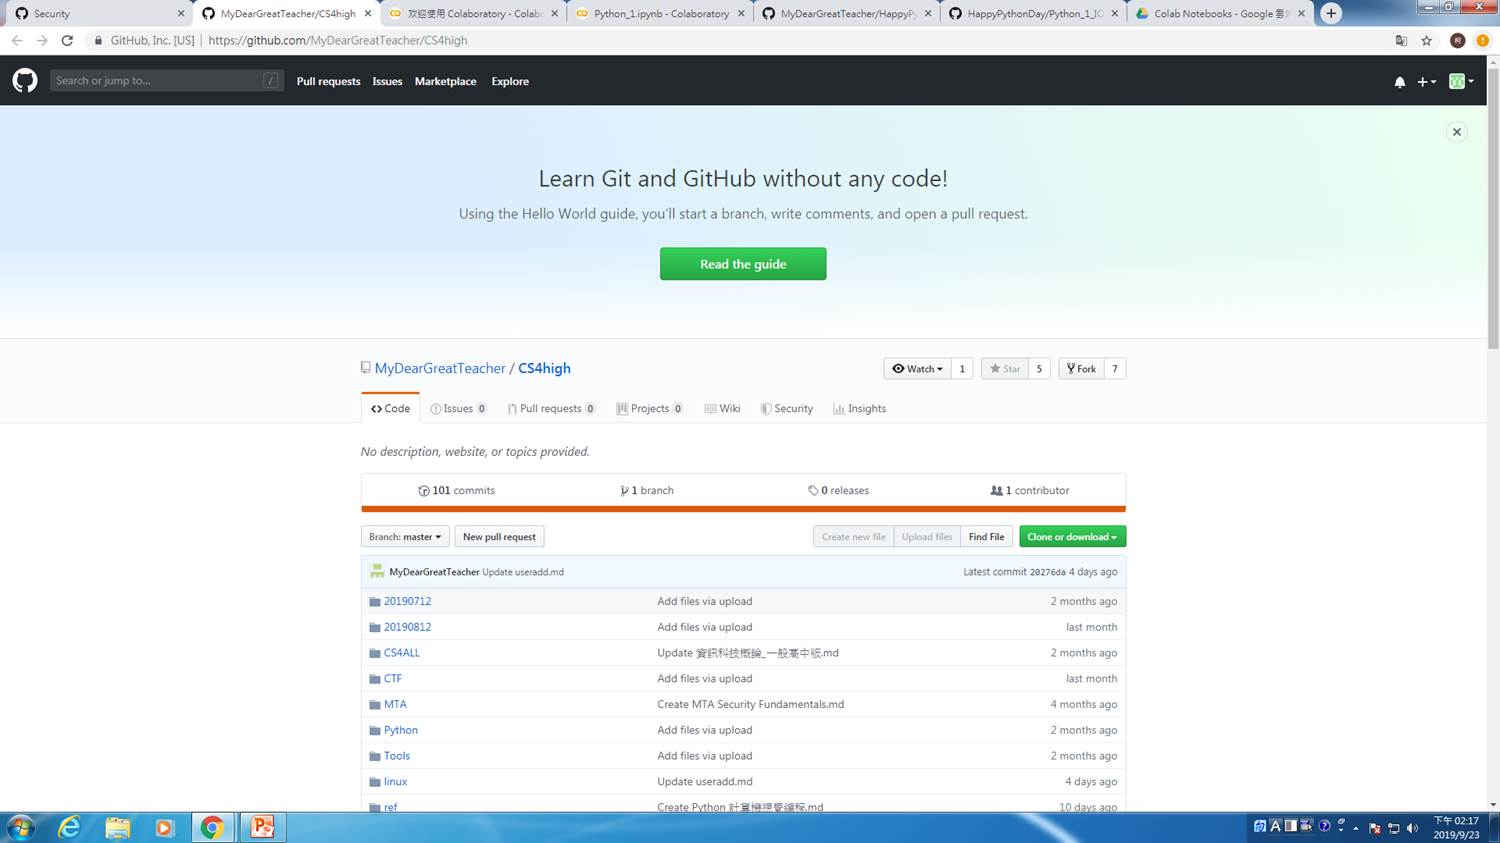 Security
MyDearGreatTeacher/CS4high
欢迎使用 Colaboratory - Colabo
Python_1.ipynb - Colaboratory
MyDearGreatTeacher/HappyPy
HappyPythonDay/Python_1_IO
Colab Notebooks - Google
GitHub, Inc. [US] | https://github.com/MyDearGreatTeacher/CS4high
Search or jump to... /
Pull requests Issues Marketplace Explore
Learn Git and GitHub without any code!
Using the Hello World guide, you’ll start a branch, write comments, and open a pull request.
Read the guide
MyDearGreatTeacher / CS4high
Watch 1 Star 5 Fork 7
Code Issues 0 Pull requests 0 Projects 0 Wiki Security Insights
No description, website, or topics provided.
101 commits 1 branch 0 releases 1 contributor
Branch: master New pull request Create new file Upload files Find File Clone or download
MyDearGreatTeacher Update useradd.md Latest commit 20276da 4 days ago
20190712 Add files via upload 2 months ago
20190812 Add files via upload last month
CS4ALL Update 資訊科技概論_一般高中版.md 2 months ago
CTF Add files via upload last month
MTA Create MTA Security Fundamentals.md 4 months ago
Python Add files via upload 2 months ago
Tools Add files via upload 2 months ago
linux Update useradd.md 4 days ago
ref Create Python 計算機視覺編程.md 10 days ago
下午 02:17
2019/9/23